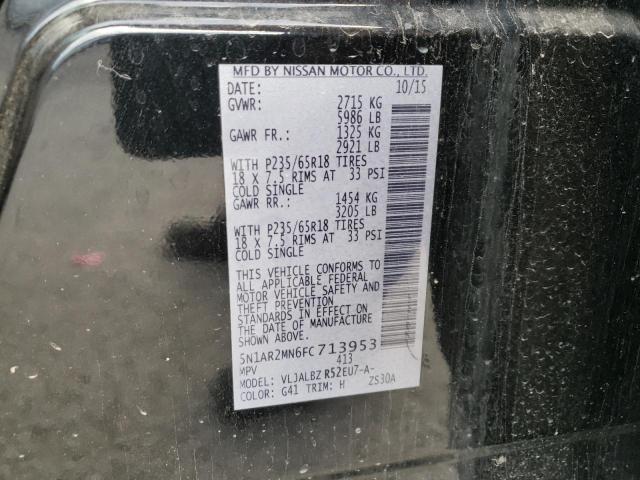 MFD BY NISSAN MOTOR CO., LTD.
DATE: 10/15
GVWR: 2715 KG
5986 LB
GAWR FR.: 1325 KG
2921 LB
WITH P235/65R18 TIRES
18 X 7.5 RIMS AT 33 PSI
COLD SINGLE
GAWR RR.: 1454 KG
3205 LB
WITH P235/65R18 TIRES
18 X 7.5 RIMS AT 33 PSI
COLD SINGLE
THIS VEHICLE CONFORMS TO
ALL APPLICABLE FEDERAL
MOTOR VEHICLE SAFETY AND
THEFT PREVENTION
STANDARDS IN EFFECT ON
THE DATE OF MANUFACTURE
SHOWN ABOVE.
5N1AR2MN6FC713953
MPV 413
MODEL: VLJALBZ R52EU7-A-
COLOR: G41 TRIM: H ZS30A